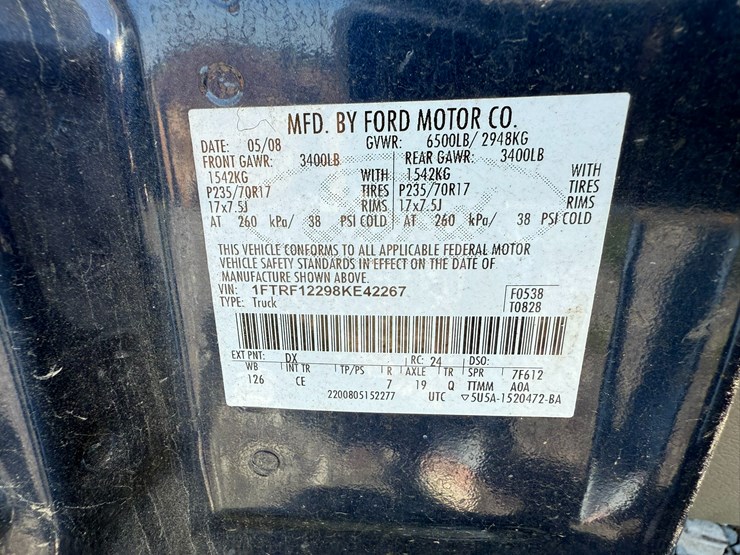 MFD. BY FORD MOTOR CO.
DATE: 05/08 GVWR: 6500LB/ 2948KG
FRONT GAWR: 3400LB REAR GAWR: 3400LB
1542KG WITH 1542KG WITH
P235/70R17 TIRES P235/70R17 TIRES
17x7.5J RIMS 17x7.5J RIMS
AT 260 kPa/ 38 PSI COLD AT 260 kPa/ 38 PSI COLD
THIS VEHICLE CONFORMS TO ALL APPLICABLE FEDERAL MOTOR
VEHICLE SAFETY STANDARDS IN EFFECT ON THE DATE OF
MANUFACTURE SHOWN ABOVE.
VIN: 1FTRF12298KE42267 F0538
TYPE: Truck T0828
EXT PNT: DX RC: 24 DSO:
WB INT TR TP/PS R AXLE TR SPR 7F612
126 CE 7 19 Q TTMM A0A
2200805152277 UTC ▽5U5A-1520472-BA